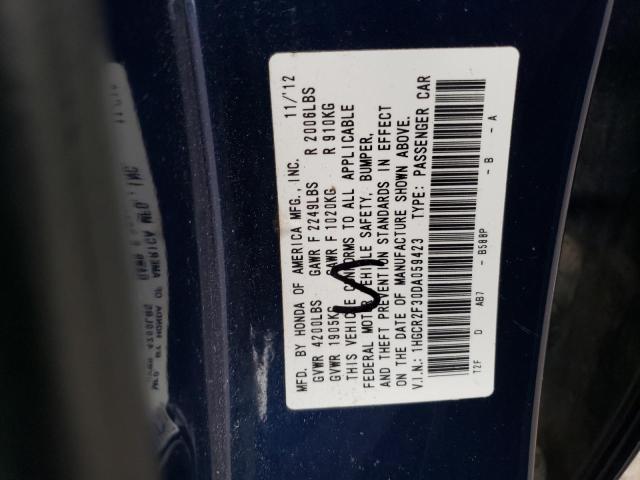 MFD. BY HONDA OF AMERICA MFG., INC. 11/'12
GVWR 4200LBS GAWR F 2249LBS R 2006LBS
GVWR 1905KG GAWR F 1020KG R 910KG
THIS VEHICLE CONFORMS TO ALL APPLICABLE
FEDERAL MOTOR VEHICLE SAFETY, BUMPER,
AND THEFT PREVENTION STANDARDS IN EFFECT
ON THE DATE OF MANUFACTURE SHOWN ABOVE.
V.I.N.: 1HGCR2F30DA059423 TYPE: PASSENGER CAR
T2F D AB7 - B588P - B - A